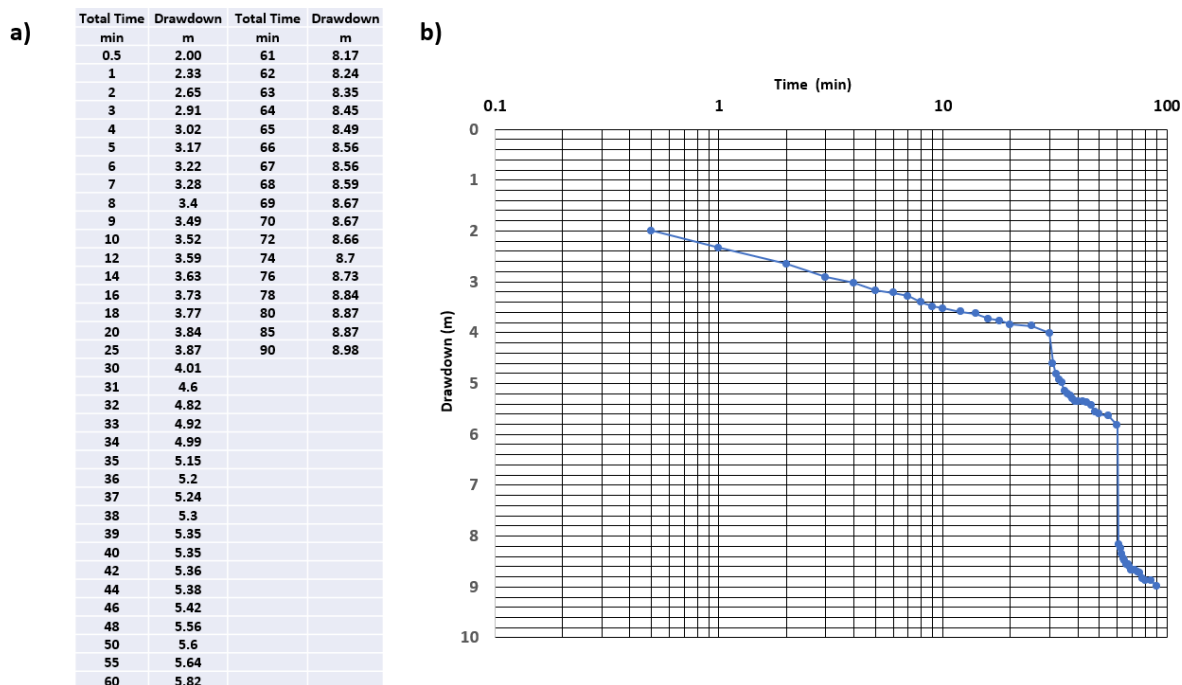 a)
Total Time Drawdown Total Time Drawdown
min m min m
0.5 2.00 61 8.17
1 2.33 62 8.24
2 2.65 63 8.35
3 2.91 64 8.45
4 3.02 65 8.49
5 3.17 66 8.56
6 3.22 67 8.56
7 3.28 68 8.59
8 3.4 69 8.67
9 3.49 70 8.67
10 3.52 72 8.66
12 3.59 74 8.7
14 3.63 76 8.73
16 3.73 78 8.84
18 3.77 80 8.87
20 3.84 85 8.87
25 3.87 90 8.98
30 4.01
31 4.6
32 4.82
33 4.92
34 4.99
35 5.15
36 5.2
37 5.24
38 5.3
39 5.35
40 5.35
42 5.36
44 5.38
46 5.42
48 5.56
50 5.6
55 5.64
60 5.82
b)
Time (min)
0.1 1 10 100
Drawdown (m)
0
1
2
3
4
5
6
7
8
9
10